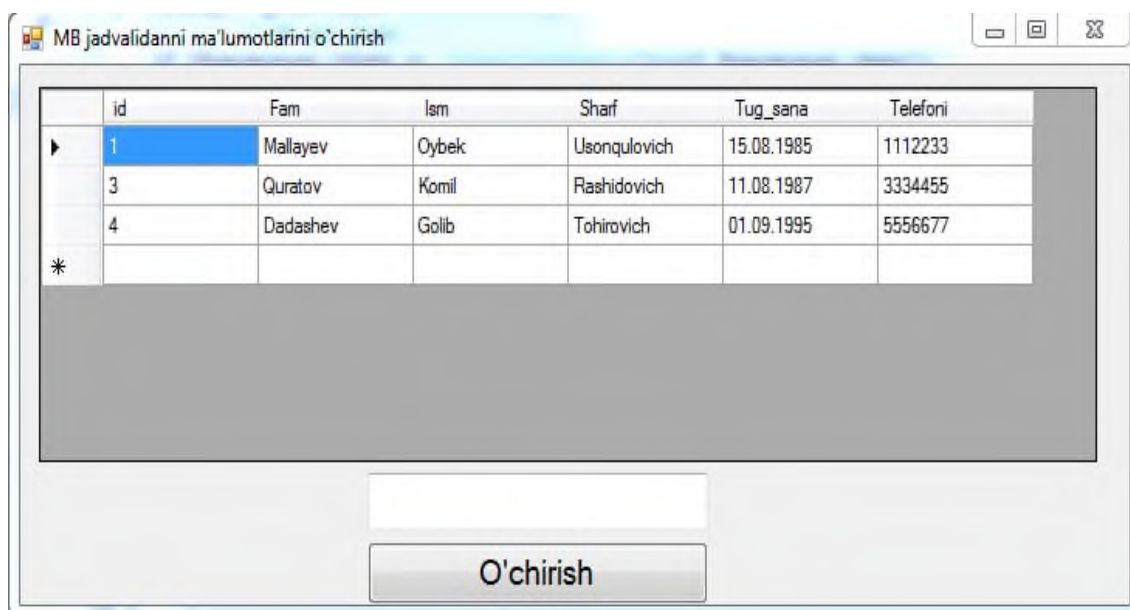 MB jadvalidanni ma'lumotlarini o`chirish
id Fam Ism Sharf Tug_sana Telefoni
1 Mallayev Oybek Usonqulovich 15.08.1985 1112233
3 Quratov Komil Rashidovich 11.08.1987 3334455
4 Dadashev Golib Tohirovich 01.09.1995 5556677
O'chirish